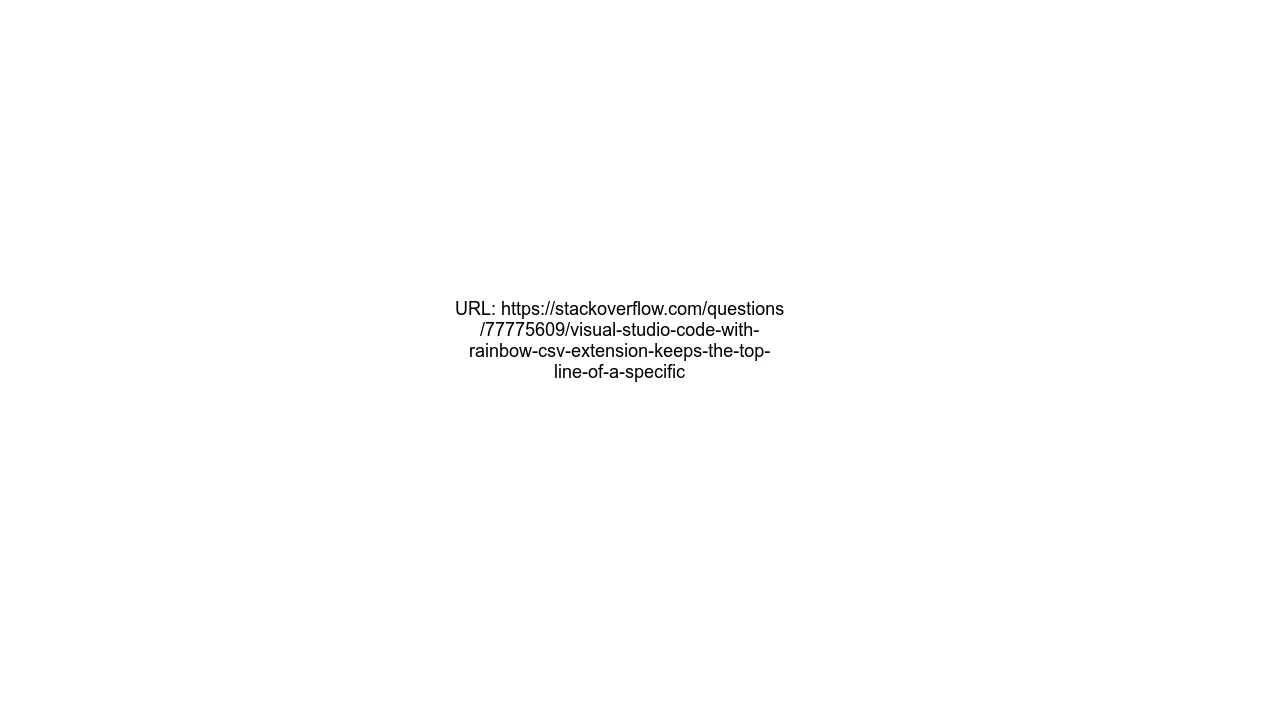 URL: https://stackoverflow.com/questions
/77775609/visual-studio-code-with-
rainbow-csv-extension-keeps-the-top-
line-of-a-specific